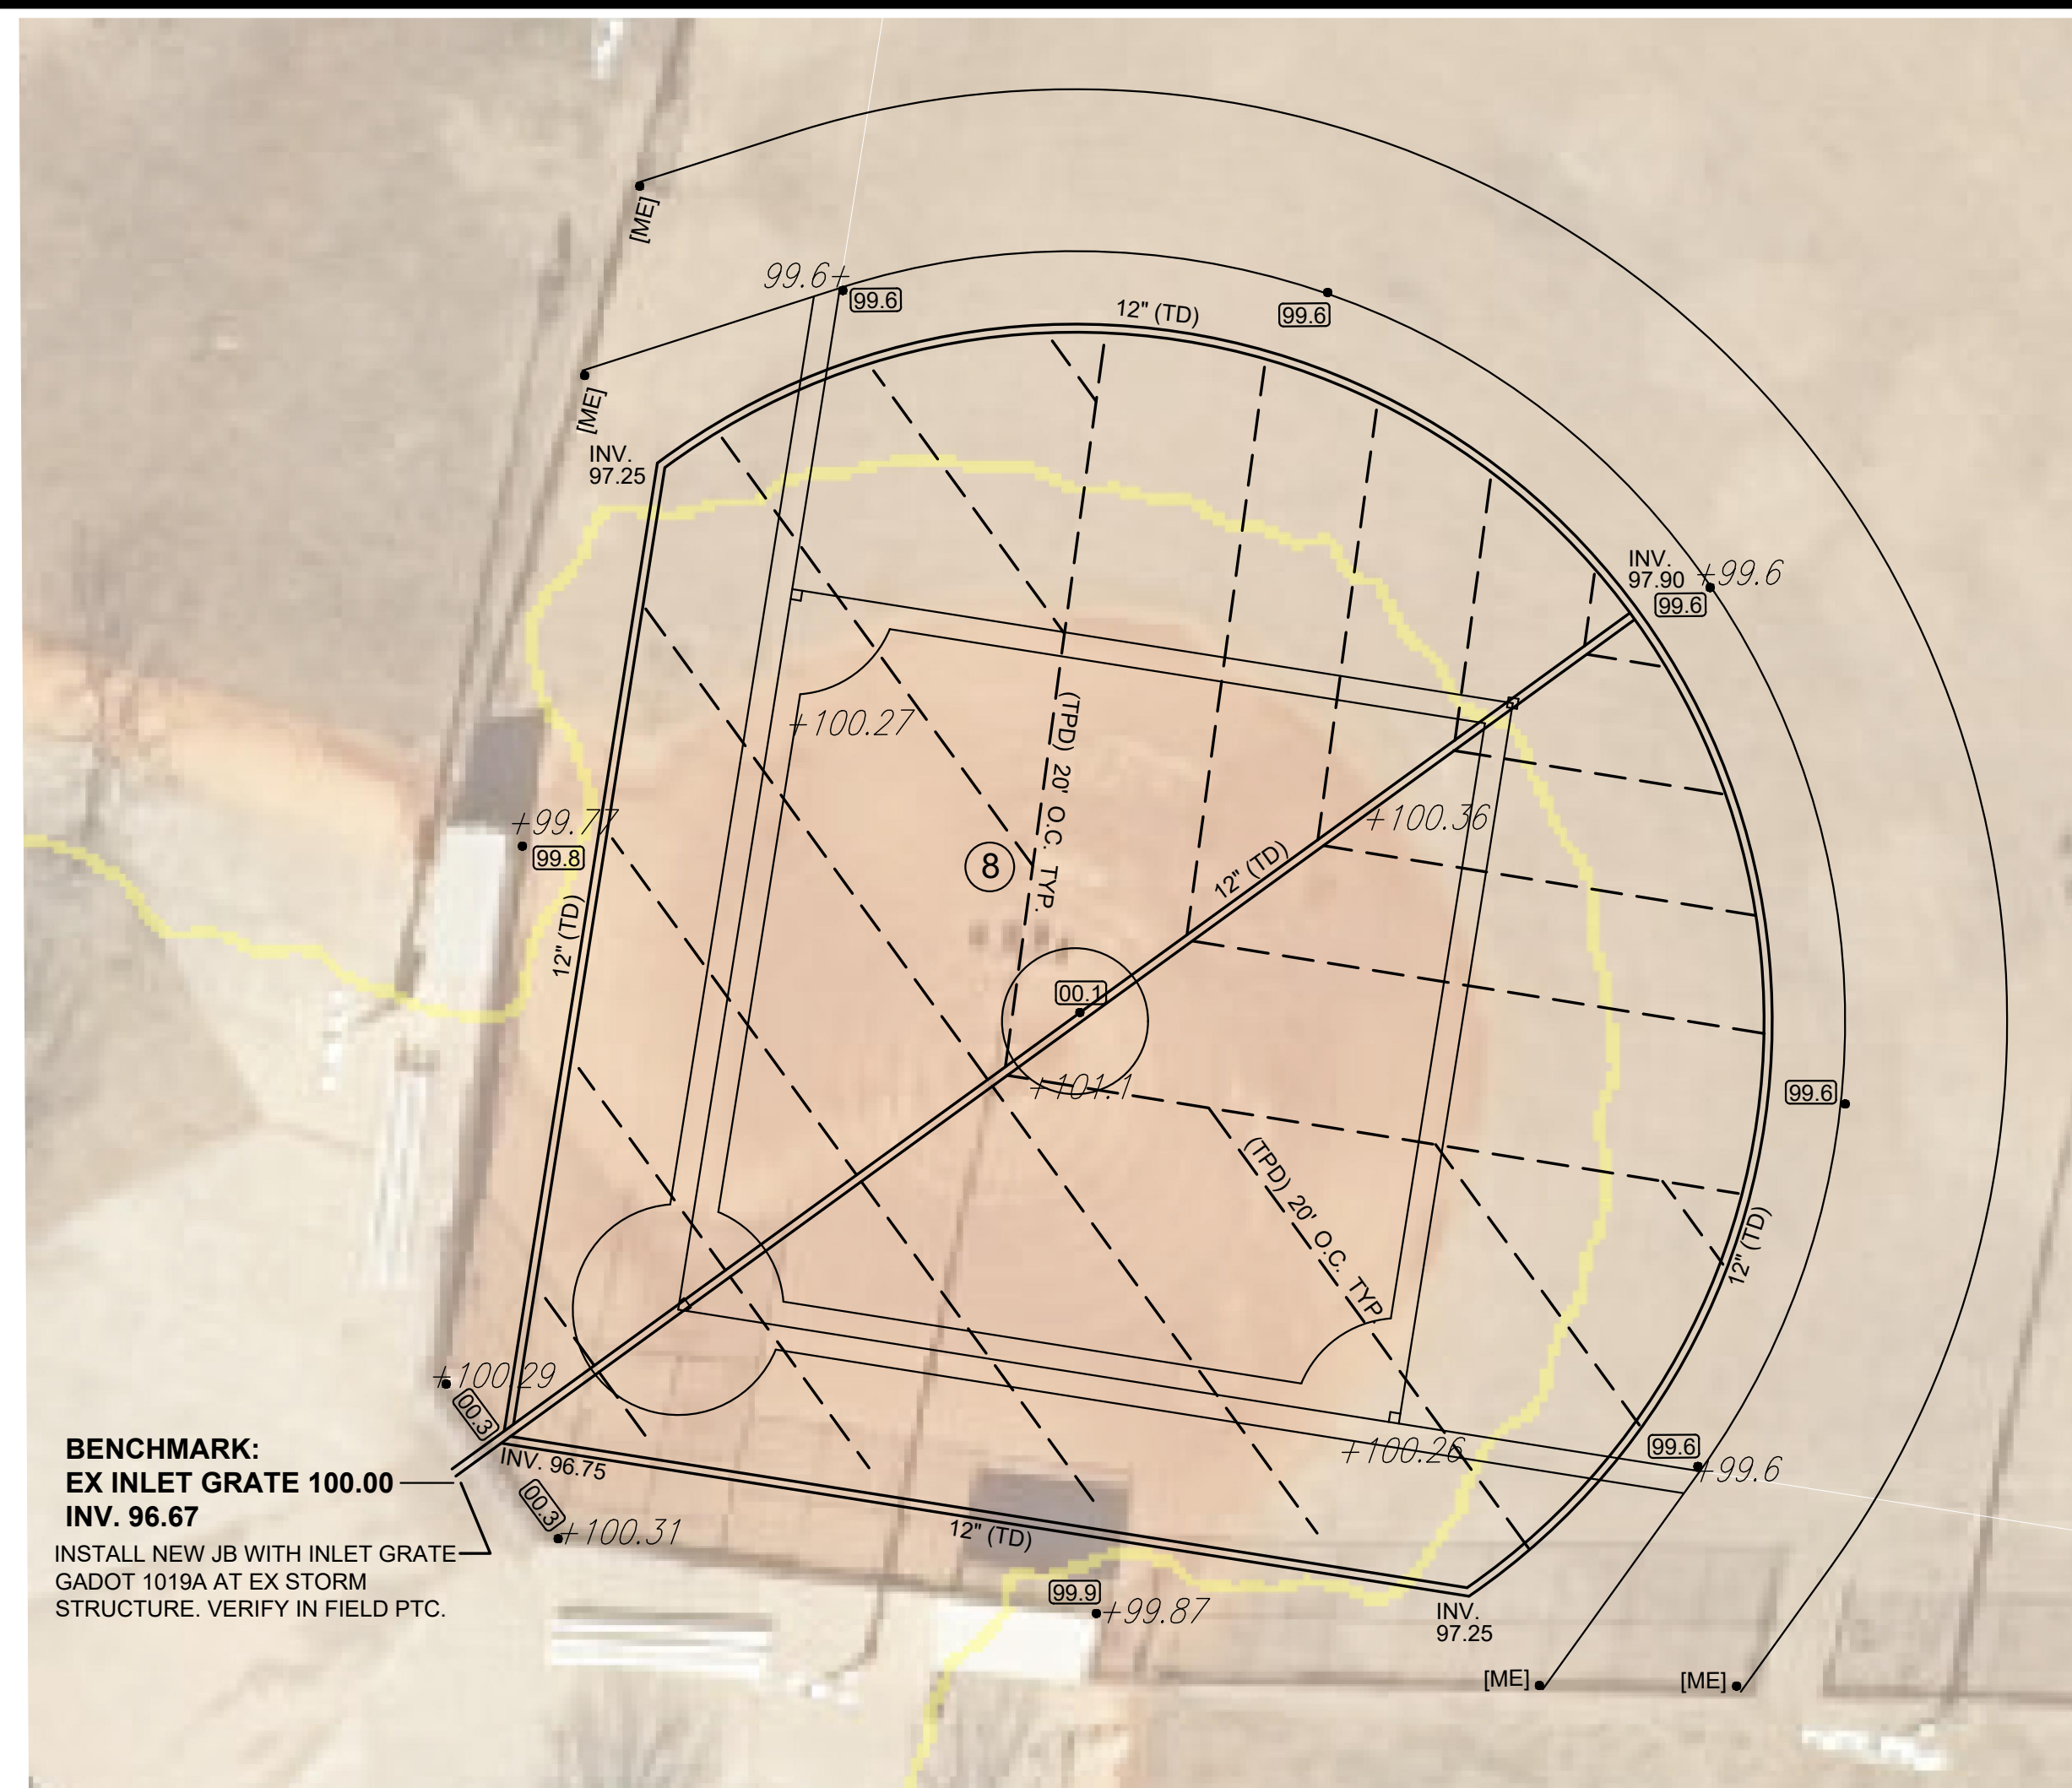 [ME]
99.6+
99.6
12" (TD)
99.6
[ME]
INV.
97.25
INV.
97.90
+99.6
99.6
+100.27
(TPD) 20' O.C. TYP.
+99.77
99.8
8
+100.36
12" (TD)
12" (TD)
00.1
+101.1
99.6
(TPD) 20' O.C. TYP.
12" (TD)
+100.29
00.3
BENCHMARK:
EX INLET GRATE 100.00
INV. 96.67
INSTALL NEW JB WITH INLET GRATE
GADOT 1019A AT EX STORM
STRUCTURE. VERIFY IN FIELD PTC.
INV. 96.75
00.3
+100.31
12" (TD)
+100.26
99.6
+99.6
99.9
+99.87
INV.
97.25
[ME]
[ME]